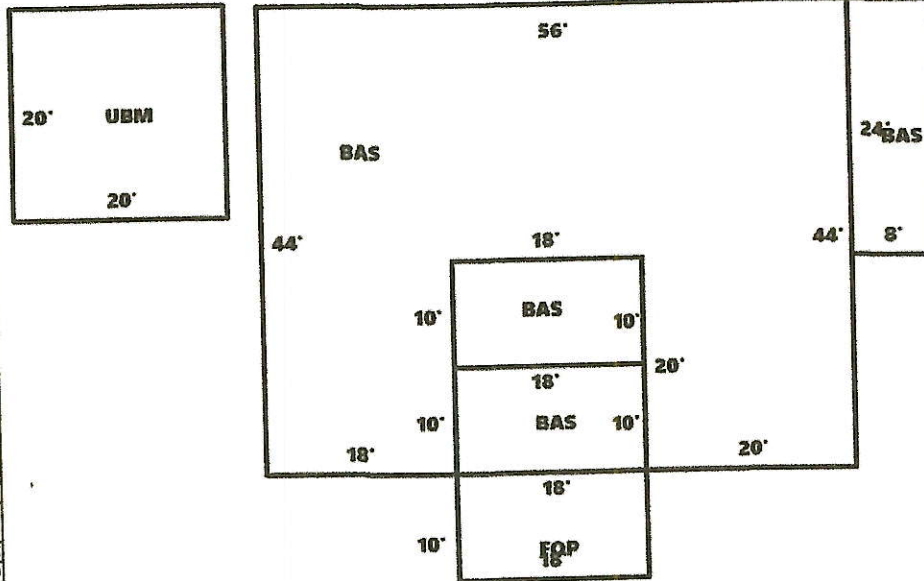 56'
20' UBM
24' BAS
BAS
20'
44' 18' 44' 8'
10' BAS 10'
18' 20'
10' BAS 10'
18' 20'
18'
10' FOP
18'